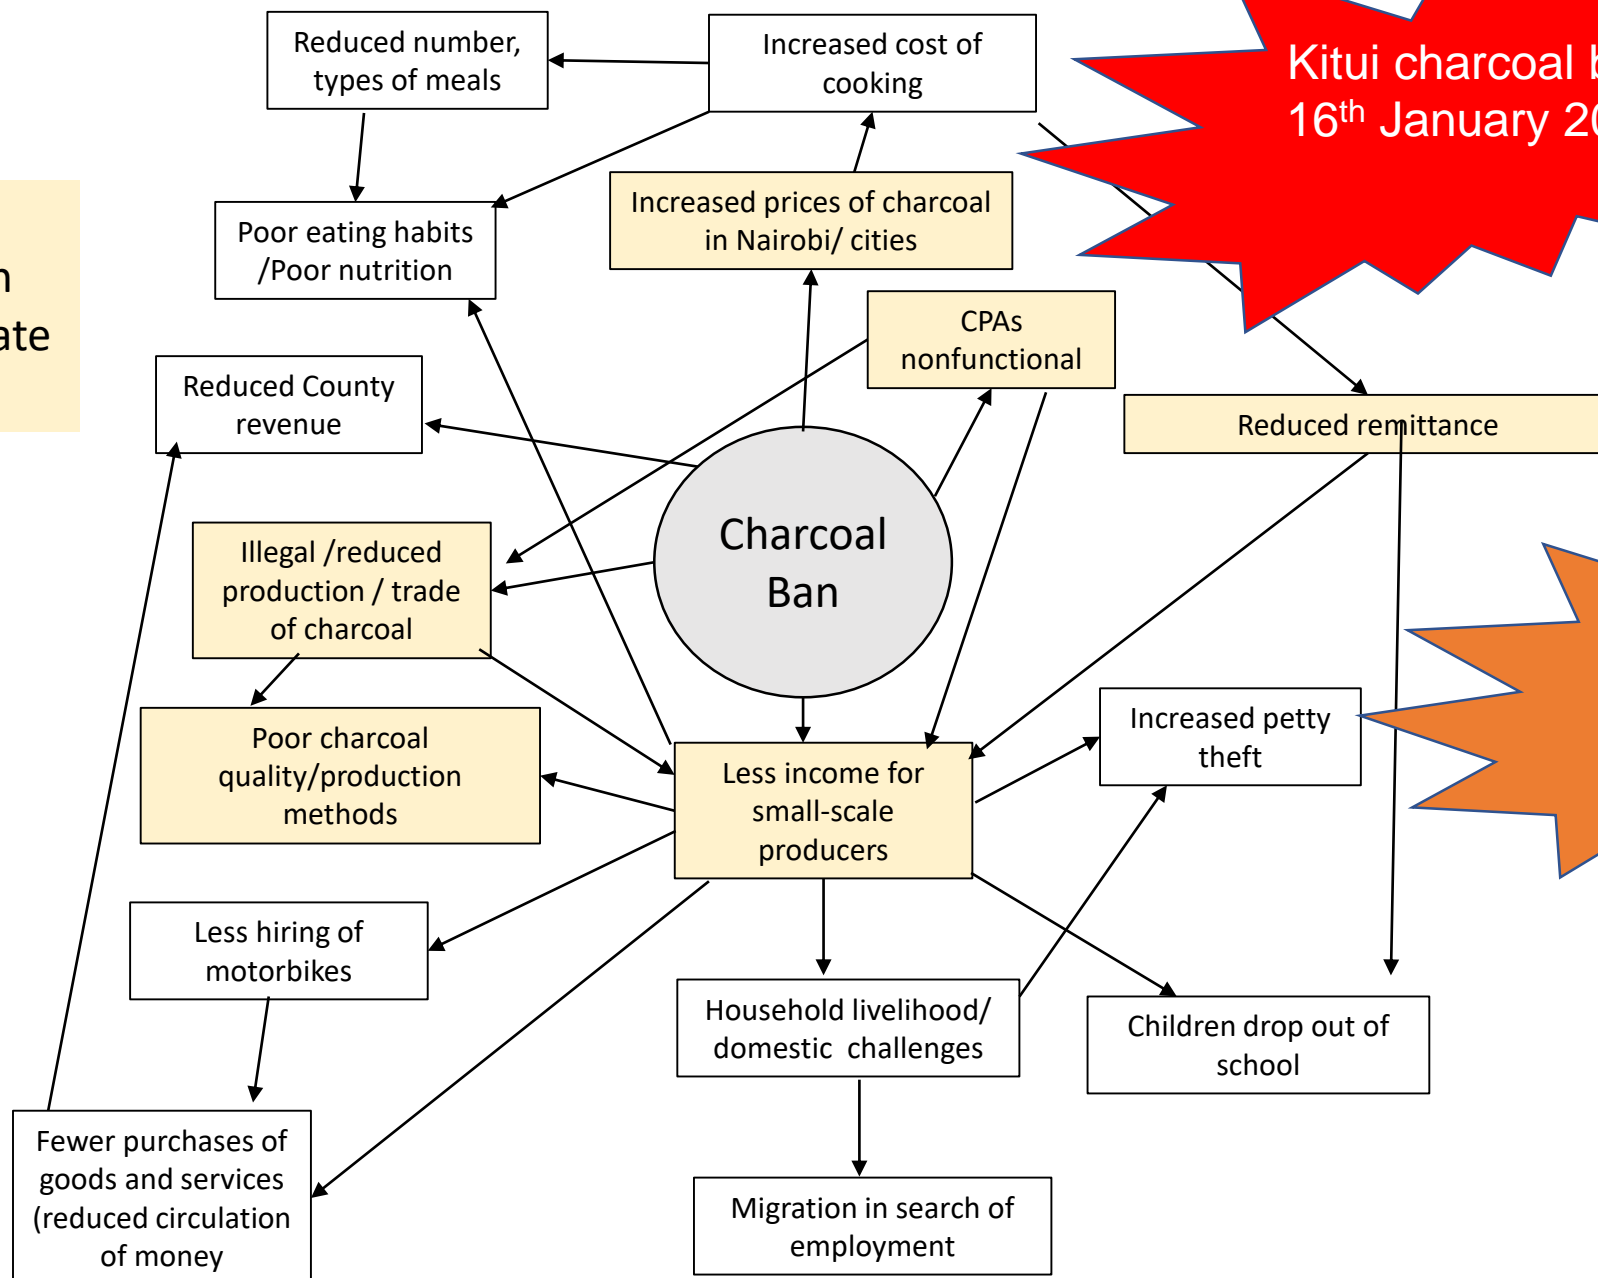 Reduced number,
types of meals
Increased cost of
cooking
Kitui charcoal
16th January
Increased prices of charcoal
in Nairobi/ cities
Poor eating habits
/Poor nutrition
CPAs
nonfunctional
Reduced County
revenue
Reduced remittance
Charcoal
Ban
Illegal /reduced
production / trade
of charcoal
Poor charcoal
quality/production
methods
Less income for
small-scale
producers
Increased petty
theft
Less hiring of
motorbikes
Household livelihood/
domestic challenges
Children drop out of
school
Fewer purchases of
goods and services
(reduced circulation
of money
Migration in search of
employment